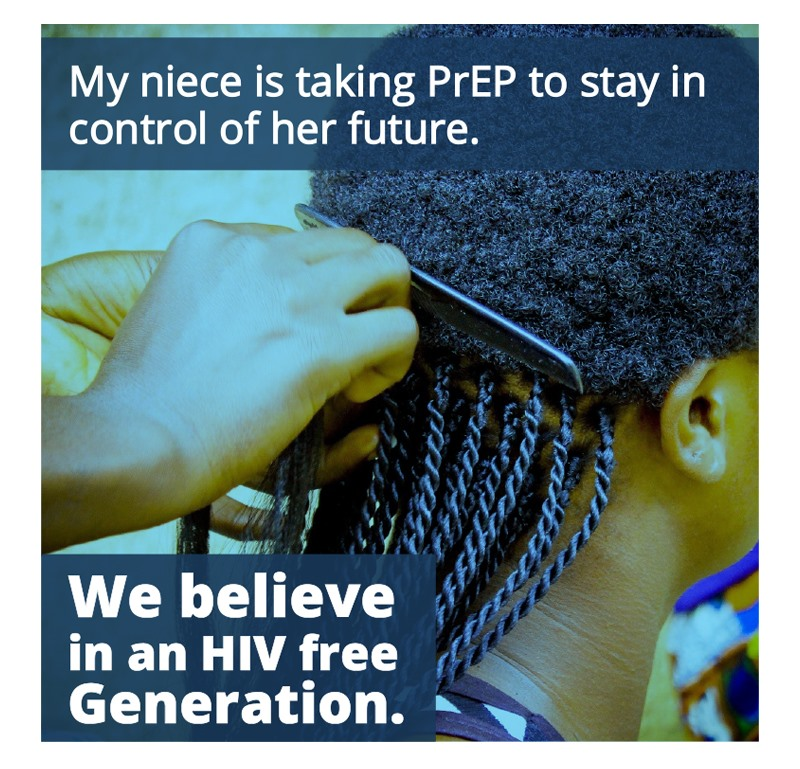 My niece is taking PrEP to stay in
control of her future.
We believe
in an HIV free
Generation.